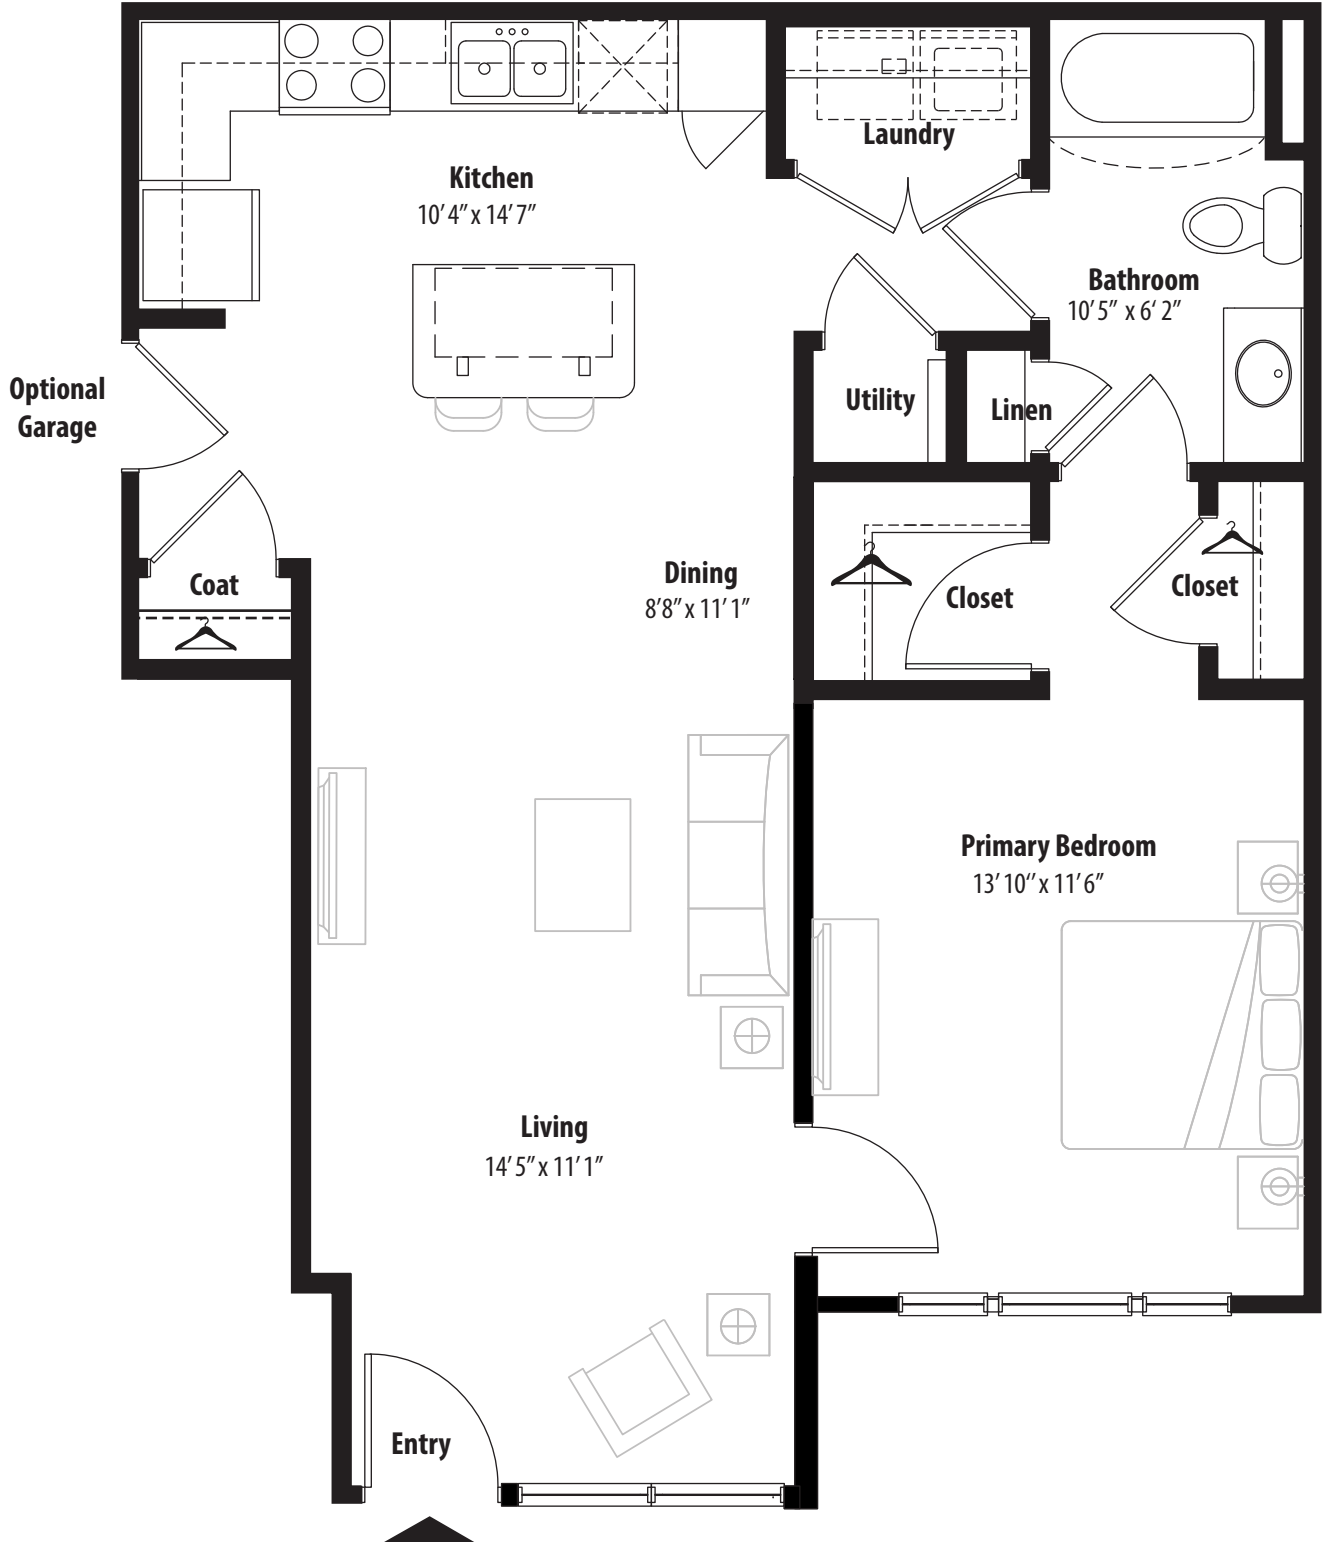 Laundry
Kitchen
10'4" x 14'7"
Bathroom
10'5" x 6'2"
Optional
Garage
Utility
Linen
Coat
Dining
8'8" x 11'1"
Closet
Closet
Primary Bedroom
13'10" x 11'6"
Living
14'5" x 11'1"
Entry